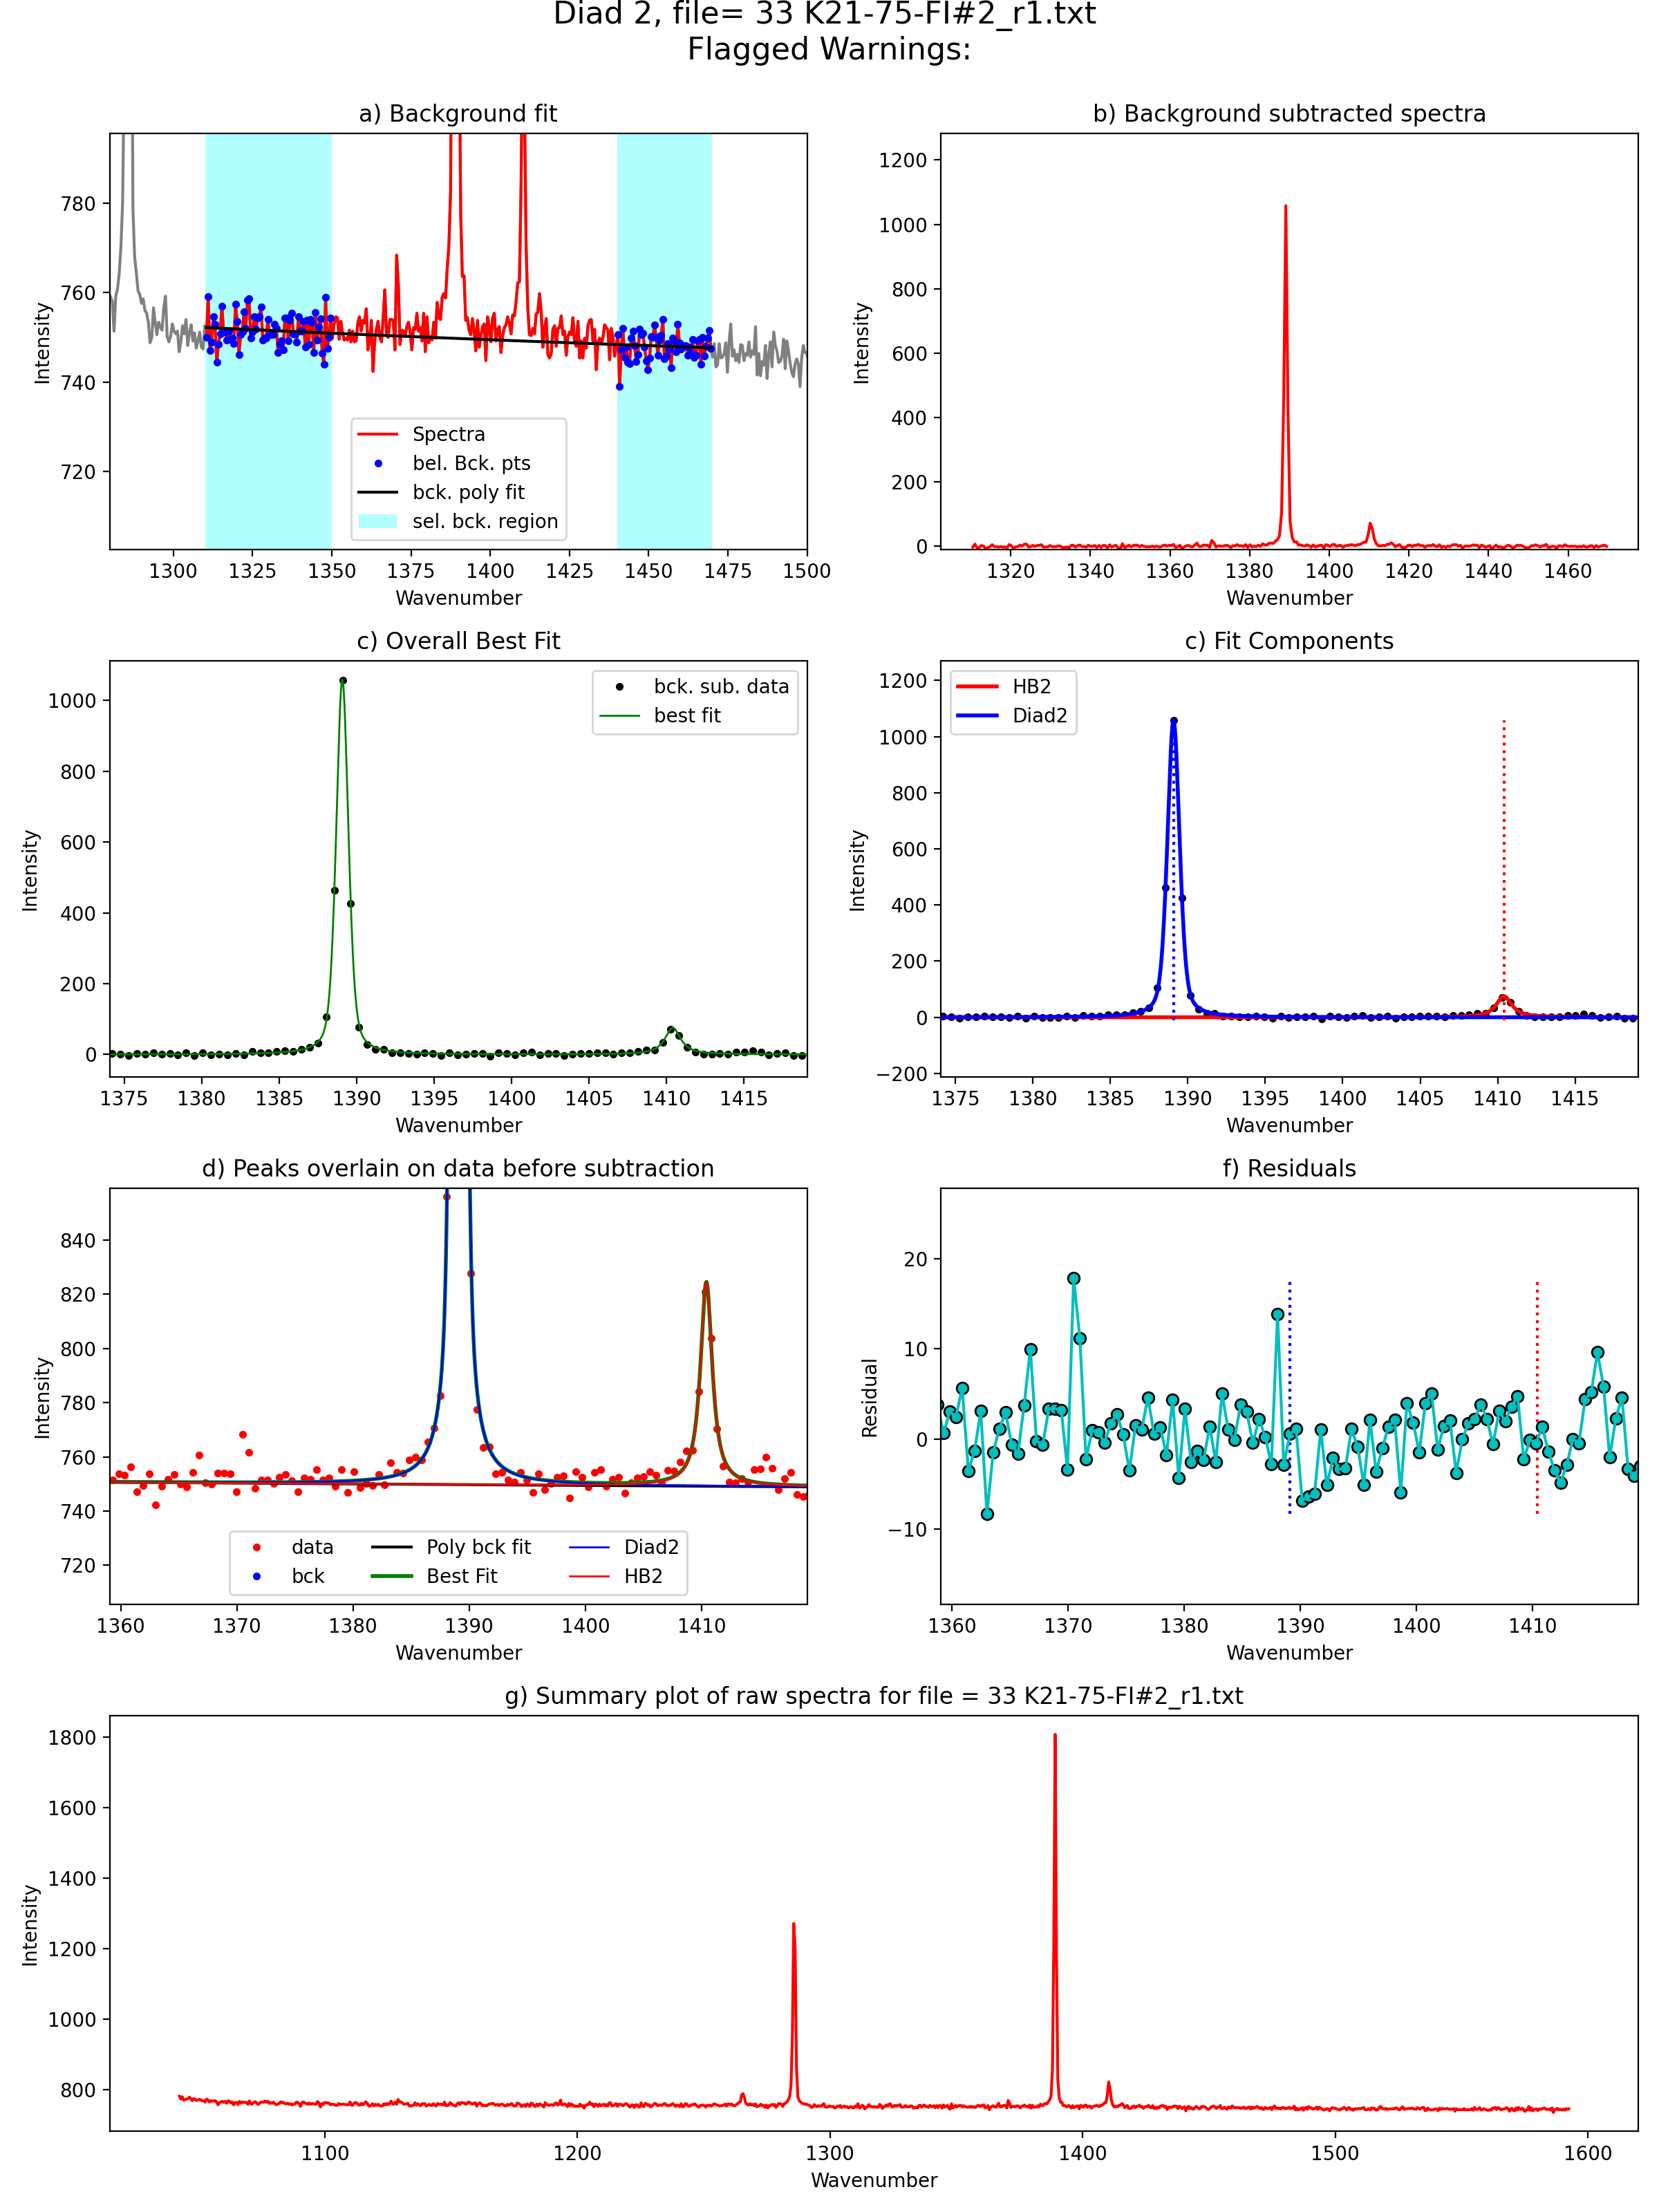 Diad 2, file= 33 K21-75-FI#2_r1.txt
Flagged Warnings:
a) Background fit
Intensity
780
760
740
720
Spectra
bel. Bck. pts
bck. poly fit
sel. bck. region
1300 1325 1350 1375 1400 1425 1450 1475 1500
Wavenumber
b) Background subtracted spectra
Intensity
1200
1000
800
600
400
200
0
1320 1340 1360 1380 1400 1420 1440 1460
Wavenumber
c) Overall Best Fit
Intensity
1000
800
600
400
200
0
bck. sub. data
best fit
1375 1380 1385 1390 1395 1400 1405 1410 1415
Wavenumber
c) Fit Components
Intensity
1200
1000
800
600
400
200
0
−200
HB2
Diad2
1375 1380 1385 1390 1395 1400 1405 1410 1415
Wavenumber
d) Peaks overlain on data before subtraction
Intensity
840
820
800
780
760
740
720
data Poly bck fit Diad2
bck Best Fit HB2
1360 1370 1380 1390 1400 1410
Wavenumber
f) Residuals
Residual
20
10
0
−10
1360 1370 1380 1390 1400 1410
Wavenumber
g) Summary plot of raw spectra for file = 33 K21-75-FI#2_r1.txt
Intensity
1800
1600
1400
1200
1000
800
1100 1200 1300 1400 1500 1600
Wavenumber